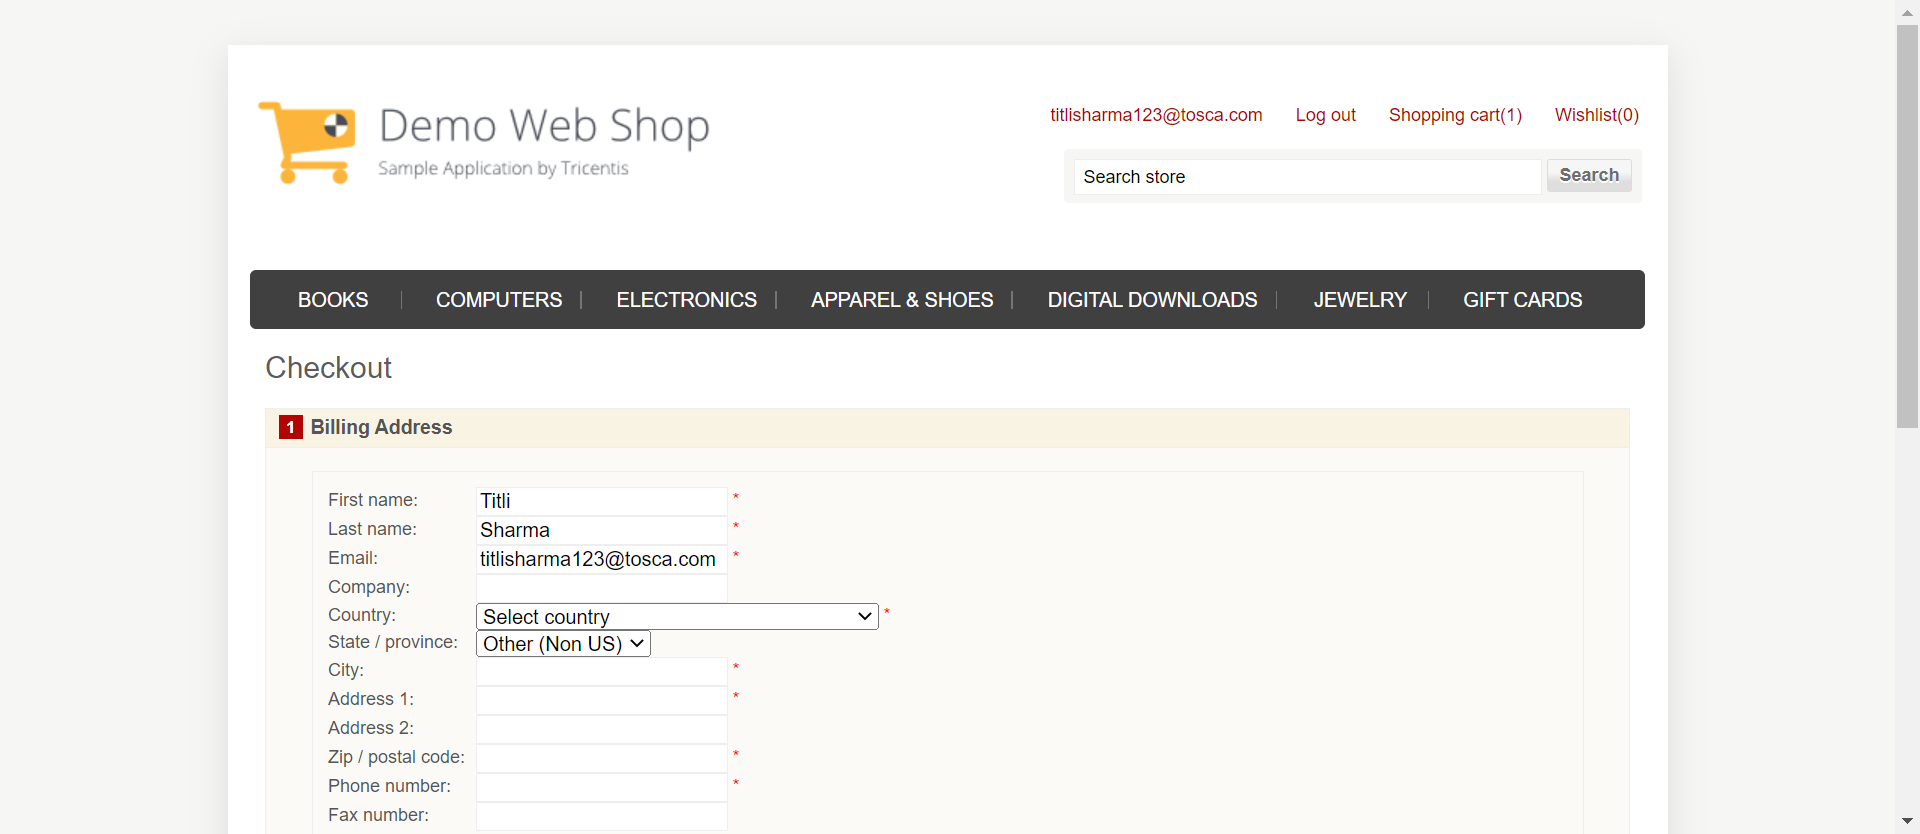 Demo Web Shop
Sample Application by Tricentis
titlisharma123@tosca.com Log out Shopping cart(1) Wishlist(0)
Search store Search
BOOKS COMPUTERS ELECTRONICS APPAREL & SHOES DIGITAL DOWNLOADS JEWELRY GIFT CARDS
Checkout
1 Billing Address
First name: Titli *
Last name: Sharma *
Email: titlisharma123@tosca.com *
Company:
Country: Select country *
State / province: Other (Non US)
City: *
Address 1: *
Address 2:
Zip / postal code: *
Phone number: *
Fax number: